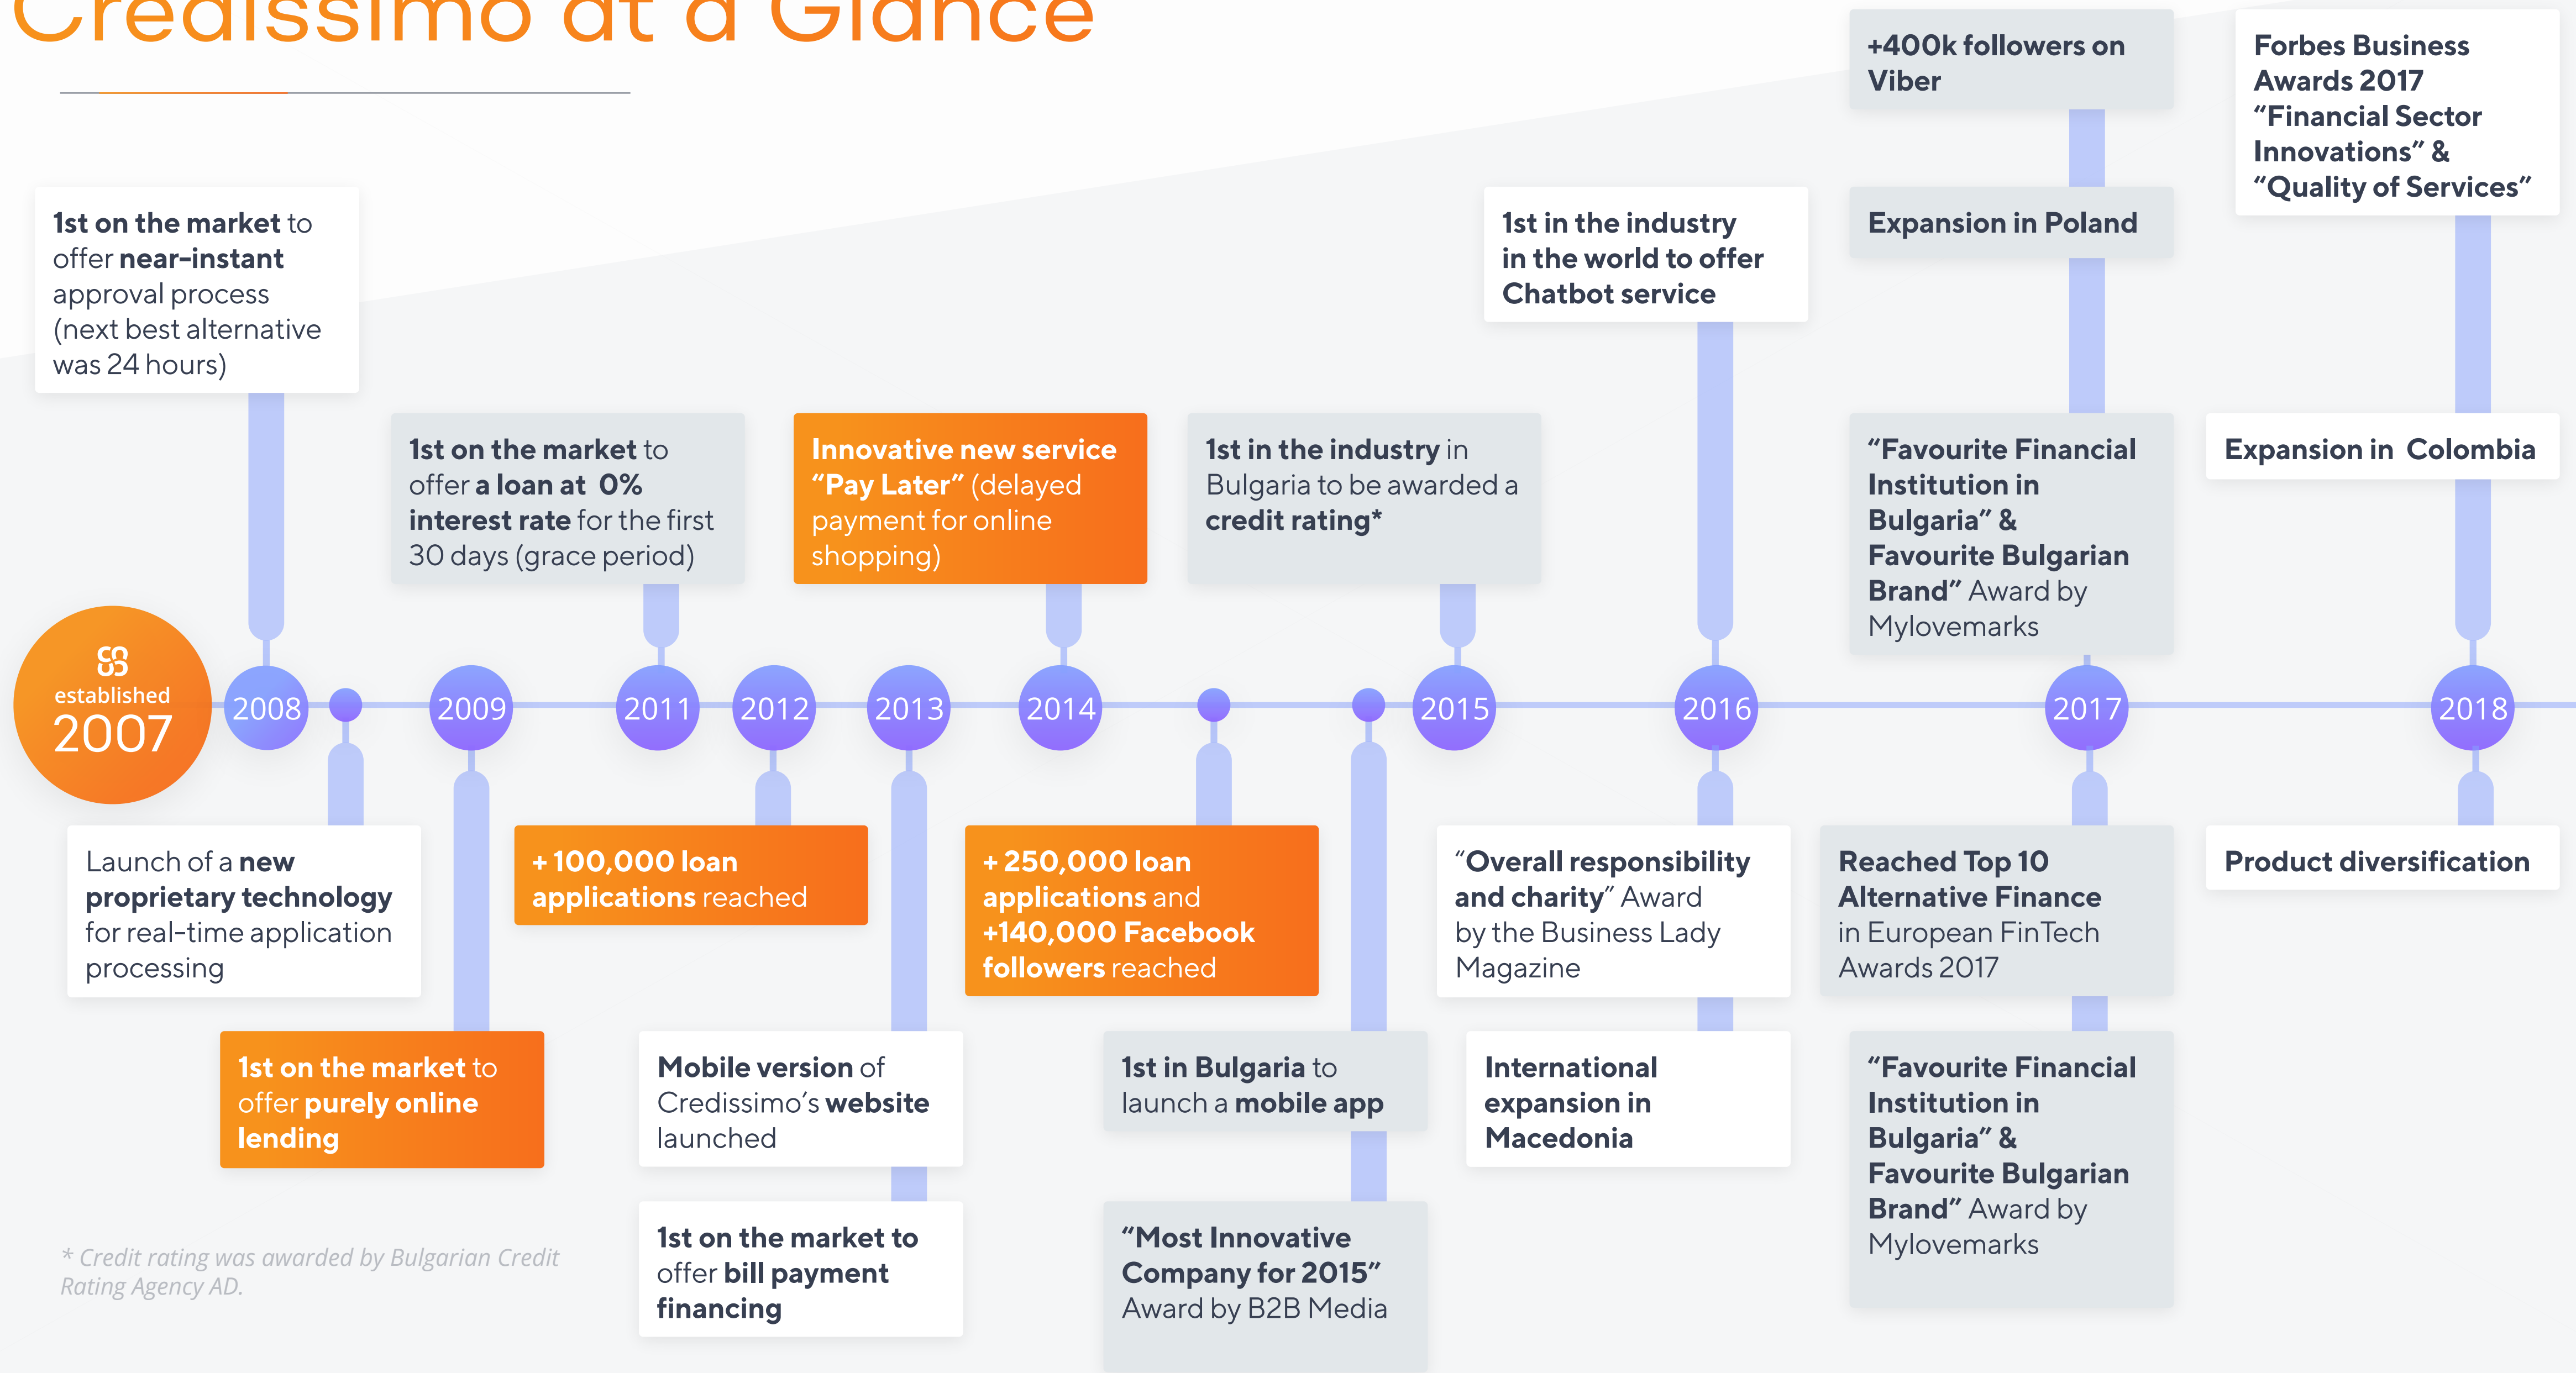 Credissimo at a Glance
+400k followers on
Viber
Forbes Business
Awards 2017
“Financial Sector
Innovations” &
“Quality of Services”
1st on the market to
offer near-instant
approval process
(next best alternative
was 24 hours)
1st in the industry
in the world to offer
Chatbot service
Expansion in Poland
1st on the market to
offer a loan at 0%
interest rate for the first
30 days (grace period)
Innovative new service
“Pay Later” (delayed
payment for online
shopping)
1st in the industry in
Bulgaria to be awarded a
credit rating*
“Favourite Financial
Institution in
Bulgaria” &
Favourite Bulgarian
Brand” Award by
Mylovemarks
Expansion in Colombia
established
2007
2008
2009
2011
2012
2013
2014
2015
2016
2017
2018
Launch of a new
proprietary technology
for real-time application
processing
+ 100,000 loan
applications reached
+ 250,000 loan
applications and
+140,000 Facebook
followers reached
“Overall responsibility
and charity” Award
by the Business Lady
Magazine
Reached Top 10
Alternative Finance
in European FinTech
Awards 2017
Product diversification
1st on the market to
offer purely online
lending
Mobile version of
Credissimo’s website
launched
1st in Bulgaria to
launch a mobile app
International
expansion in
Macedonia
“Favourite Financial
Institution in
Bulgaria” &
Favourite Bulgarian
Brand” Award by
Mylovemarks
1st on the market to
offer bill payment
financing
“Most Innovative
Company for 2015”
Award by B2B Media
* Credit rating was awarded by Bulgarian Credit
Rating Agency AD.